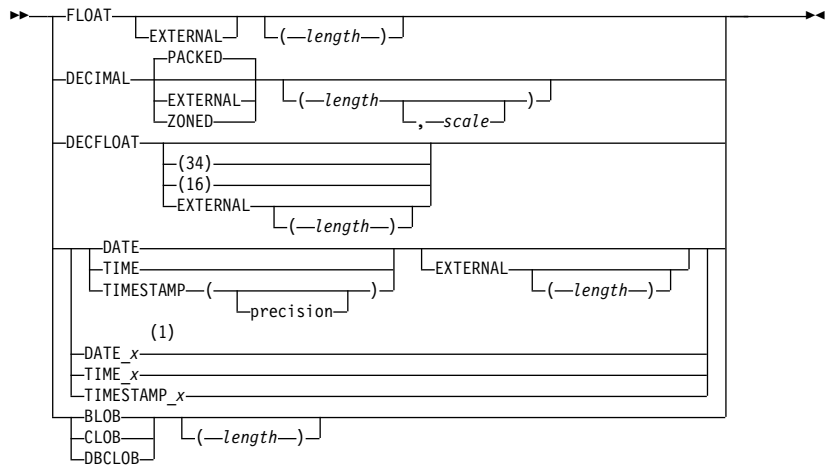 FLOAT
EXTERNAL ( length )
PACKED
DECIMAL
EXTERNAL ( length )
ZONED , scale
DECFLOAT
(34)
(16)
EXTERNAL
( length )
DATE
TIME EXTERNAL
TIMESTAMP ( ) ( length )
precision
(1)
DATE_x
TIME_x
TIMESTAMP_x
BLOB
CLOB ( length )
DBCLOB